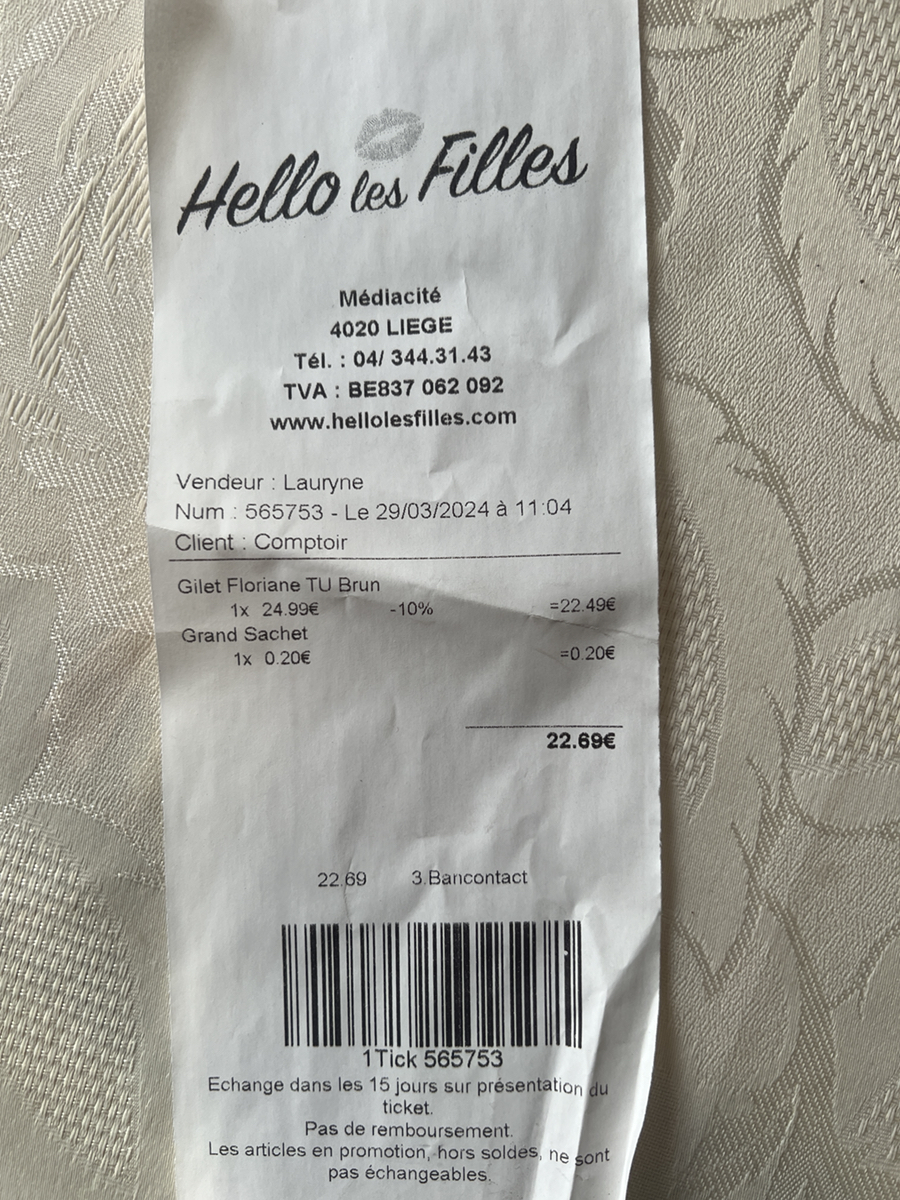 Hello les Filles
Médiacité
4020 LIEGE
Tél. : 04/ 344.31.43
TVA : BE837 062 092
www.hellolesfilles.com
Vendeur : Lauryne
Num : 565753 - Le 29/03/2024 à 11:04
Client : Comptoir
Gilet Floriane TU Brun
1x 24.99€ -10% =22.49€
Grand Sachet
1x 0.20€ =0.20€
22.69€
22.69 3.Bancontact
1Tick 565753
Echange dans les 15 jours sur présentation du
ticket.
Pas de remboursement.
Les articles en promotion, hors soldes, ne sont
pas échangeables.